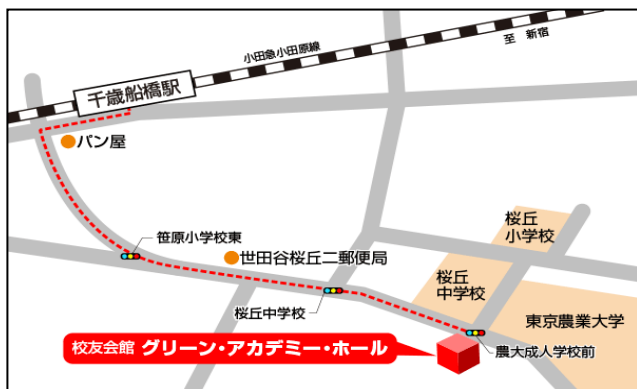 小田急小田原線
至 新宿
千歳船橋駅
パン屋
笹原小学校東
世田谷桜丘二郵便局
桜丘
小学校
桜丘
中学校
桜丘中学校
東京農業大学
校友会館 グリーン・アカデミー・ホール
農大成人学校前